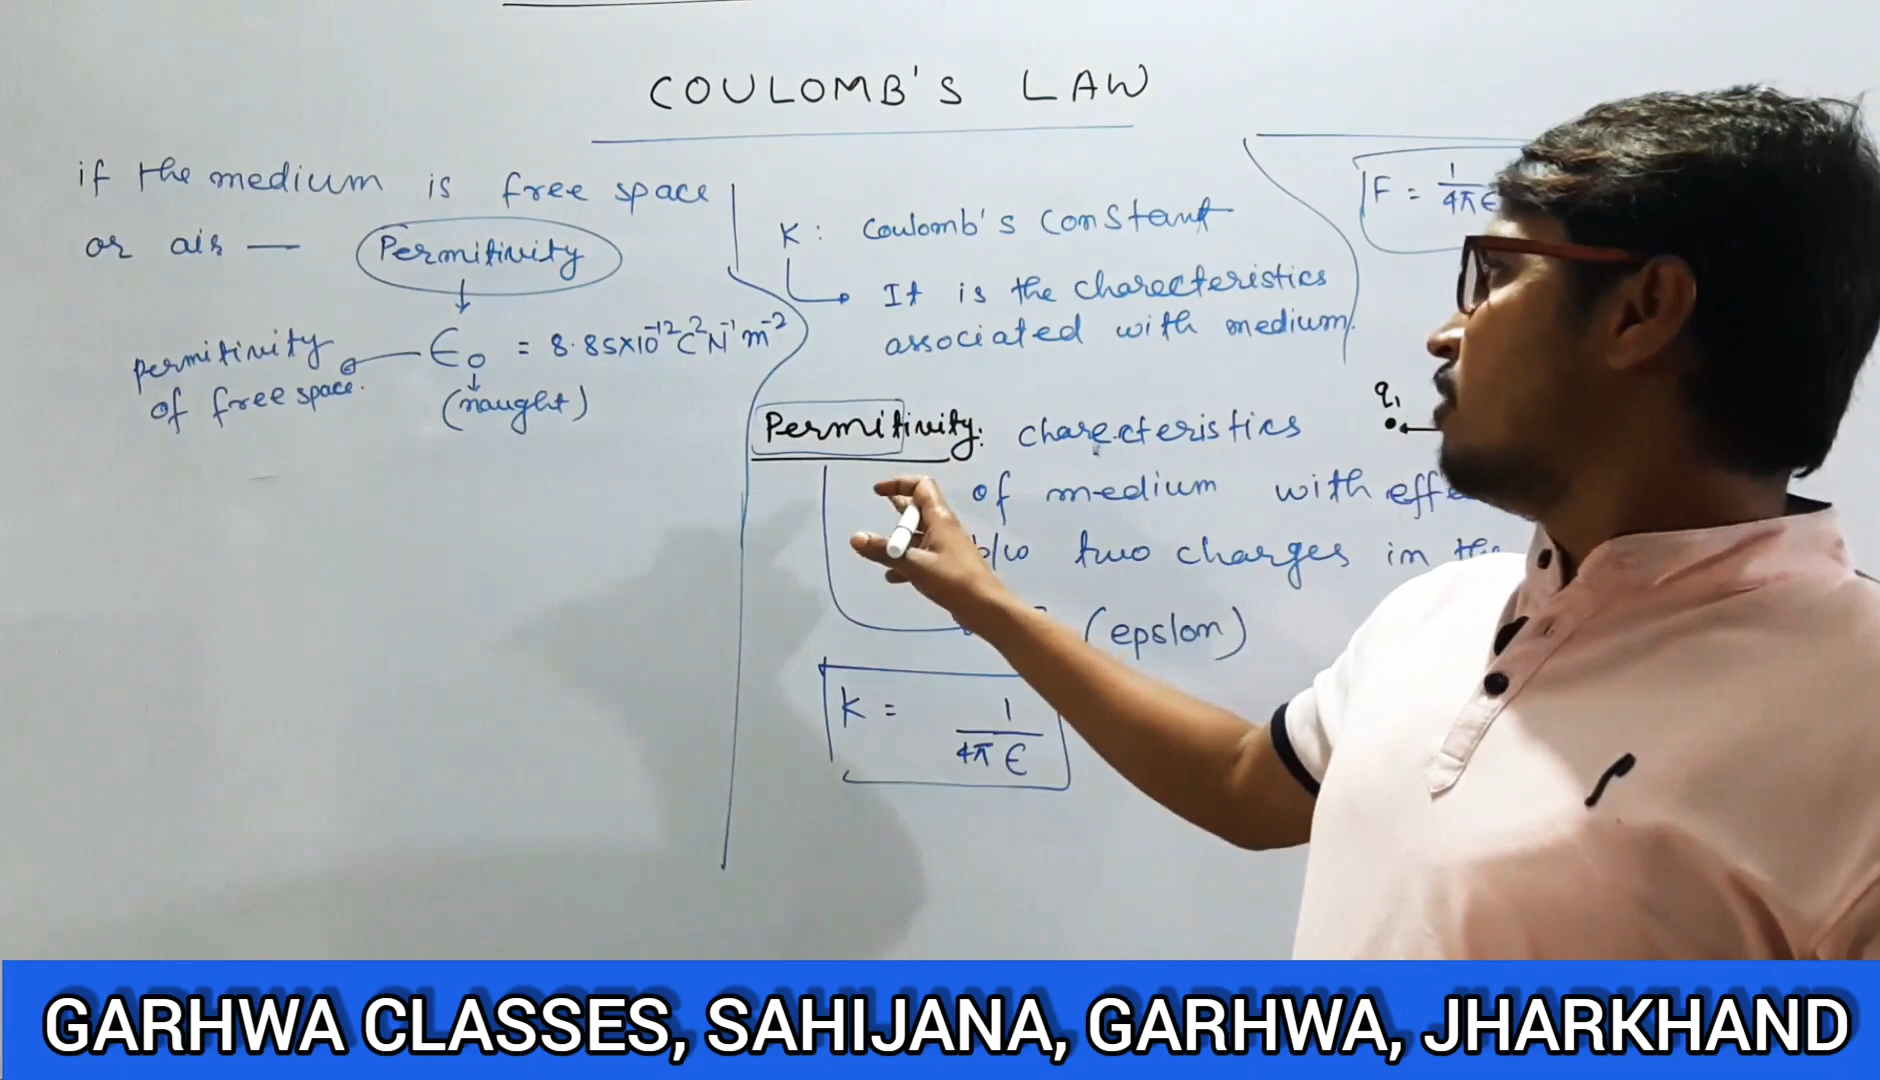 COULOMB'S LAW
if the medium is free space
or air — Permitivity
permitivity
of free space.
ϵ₀ = 8.85×10⁻¹²C²N⁻¹m⁻²
(naught)
K: Coulomb's constant
It is the charecteristics
associated with medium.
Permitivity: charecteristics
of medium with
b/w two charges in
(epslon)
K = 1/4π ϵ
F = 1/4πϵ
q₁
GARHWA CLASSES, SAHIJANA, GARHWA, JHARKHAND